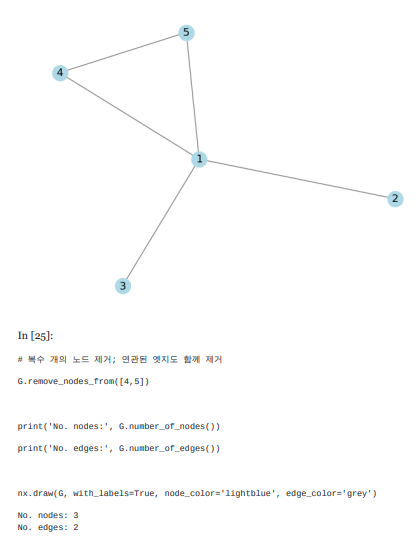 5
4
1
2
3
In [25]:
# 복수 개의 노드 제거; 연관된 엣지도 함께 제거
G.remove_nodes_from([4,5])
print('No. nodes:', G.number_of_nodes())
print('No. edges:', G.number_of_edges())
nx.draw(G, with_labels=True, node_color='lightblue', edge_color='grey')
No. nodes: 3
No. edges: 2